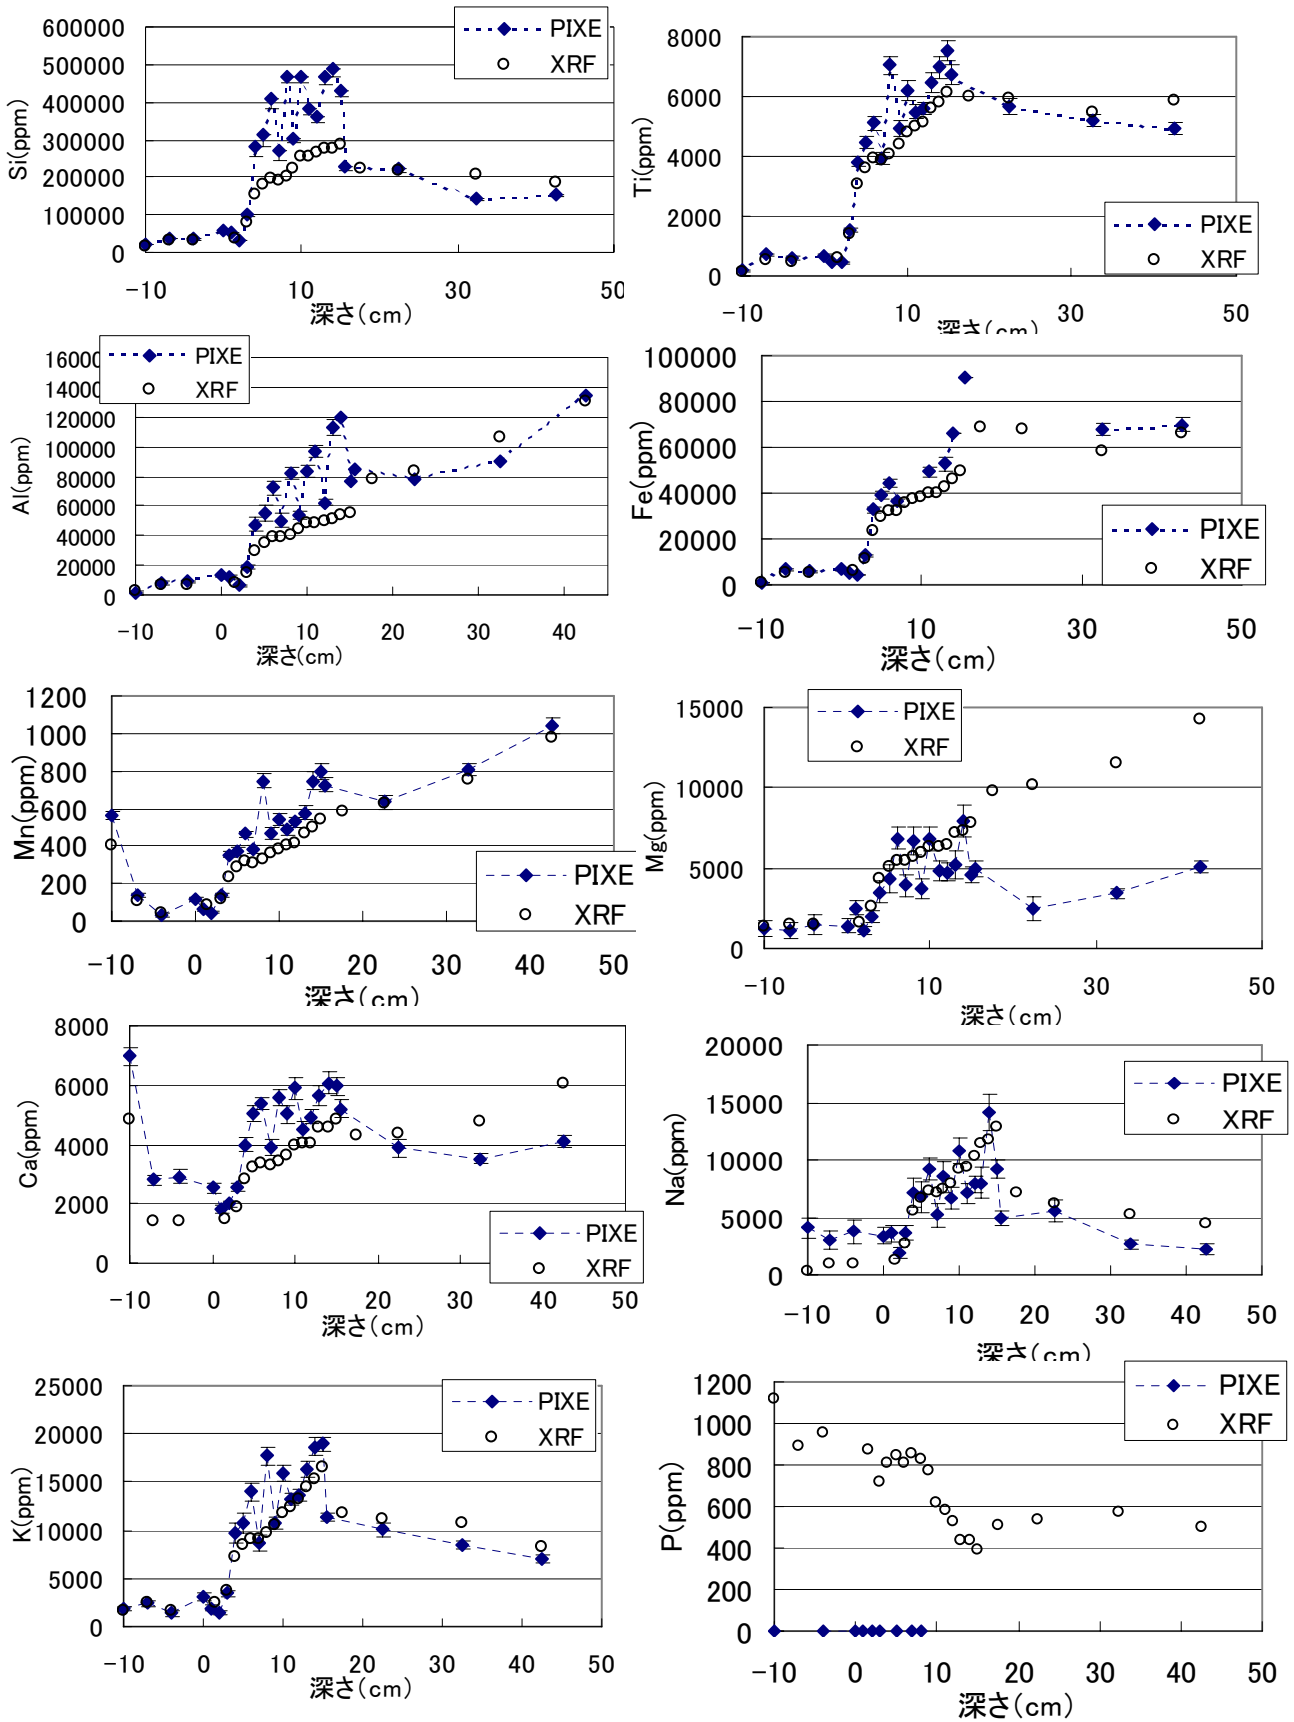 600000
500000
400000
300000
200000
100000
0
Si(ppm)
−10
10
30
50
深さ(cm)
PIXE
XRF
8000
6000
4000
2000
0
Ti(ppm)
−10
10
30
50
深さ(cm)
PIXE
XRF
16000
14000
120000
100000
80000
60000
40000
20000
0
Al(ppm)
−10
0
10
20
30
40
深さ(cm)
PIXE
XRF
100000
80000
60000
40000
20000
0
Fe(ppm)
−10
10
30
50
深さ(cm)
PIXE
XRF
1200
1000
800
600
400
200
0
Mn(ppm)
−10
0
10
20
30
40
50
深さ(cm)
PIXE
XRF
15000
10000
5000
0
Mg(ppm)
−10
10
30
50
深さ(cm)
PIXE
XRF
8000
6000
4000
2000
0
Ca(ppm)
−10
0
10
20
30
40
50
深さ(cm)
PIXE
XRF
20000
15000
10000
5000
0
Na(ppm)
−10
0
10
20
30
40
50
深さ(cm)
PIXE
XRF
25000
20000
15000
10000
5000
0
K(ppm)
−10
0
10
20
30
40
50
深さ(cm)
PIXE
XRF
1200
1000
800
600
400
200
0
P(ppm)
−10
0
10
20
30
40
50
深さ(cm)
PIXE
XRF